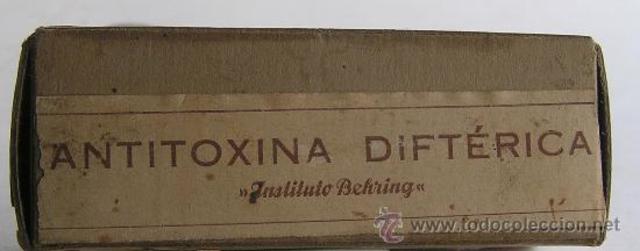 ANTITOXINA DIFTÉRICA
»Instituto Behring«
www.todocoleccion.net